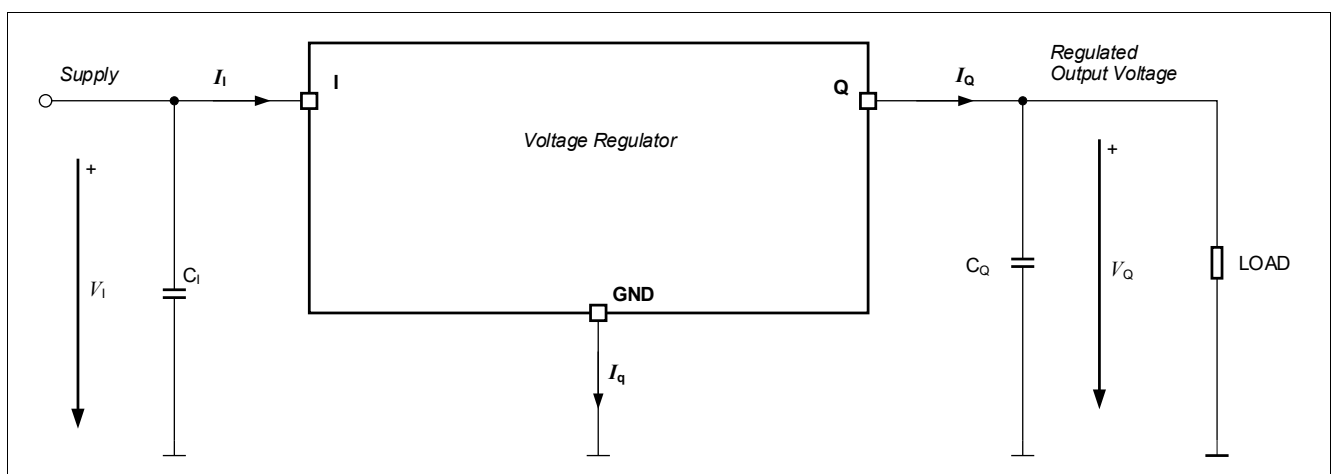 Supply
I_I
I
Voltage Regulator
Q
I_Q
Regulated
Output Voltage
+
V_I
C_I
GND
I_q
C_Q
+
V_Q
LOAD